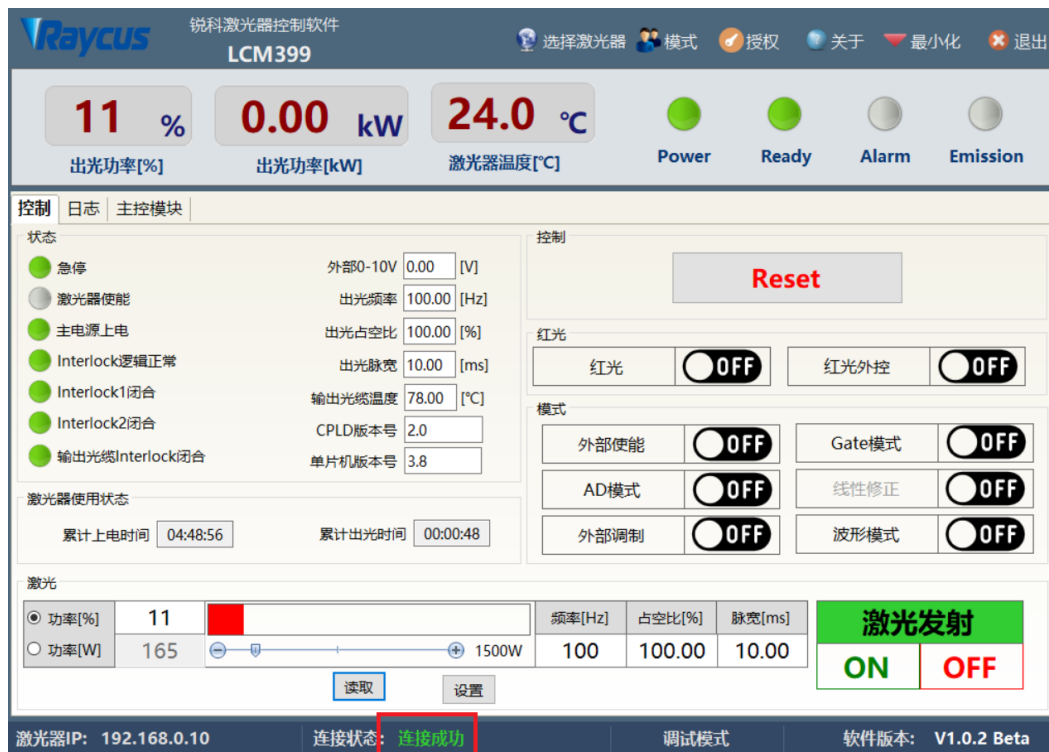 Raycus 锐科激光器控制软件
LCM399
选择激光器 模式 授权 关于 最小化 退出
11 % 0.00 kW 24.0 ℃
出光功率[%] 出光功率[kW] 激光器温度[℃] Power Ready Alarm Emission
控制 日志 主控模块
状态
急停 外部0-10V 0.00 [V]
激光器使能 出光频率 100.00 [Hz]
主电源上电 出光占空比 100.00 [%]
Interlock逻辑正常 出光脉宽 10.00 [ms]
Interlock1闭合 输出光缆温度 78.00 [℃]
Interlock2闭合 CPLD版本号 2.0
输出光缆Interlock闭合 单片机版本号 3.8
激光器使用状态
累计上电时间 04:48:56 累计出光时间 00:00:48
控制
Reset
红光
红光 OFF 红光外控 OFF
模式
外部使能 OFF Gate模式 OFF
AD模式 OFF 线性修正 OFF
外部调制 OFF 波形模式 OFF
激光
功率[%] 11 频率[Hz] 占空比[%] 脉宽[ms] 激光发射
功率[W] 165 1500W 100 100.00 10.00 ON OFF
读取 设置
激光器IP: 192.168.0.10 连接状态: 连接成功 调试模式 软件版本: V1.0.2 Beta